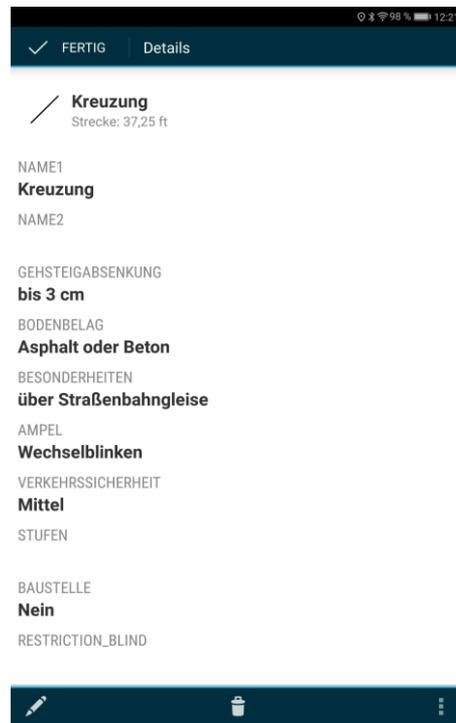 98 % 12:21
FERTIG Details
Kreuzung
Strecke: 37,25 ft
NAME1
Kreuzung
NAME2
GEHSTEIGABSENKUNG
bis 3 cm
BODENBELAG
Asphalt oder Beton
BESONDERHEITEN
über Straßenbahngleise
AMPEL
Wechselblinken
VERKEHRSSICHERHEIT
Mittel
STUFEN
BAUSTELLE
Nein
RESTRICTION_BLIND